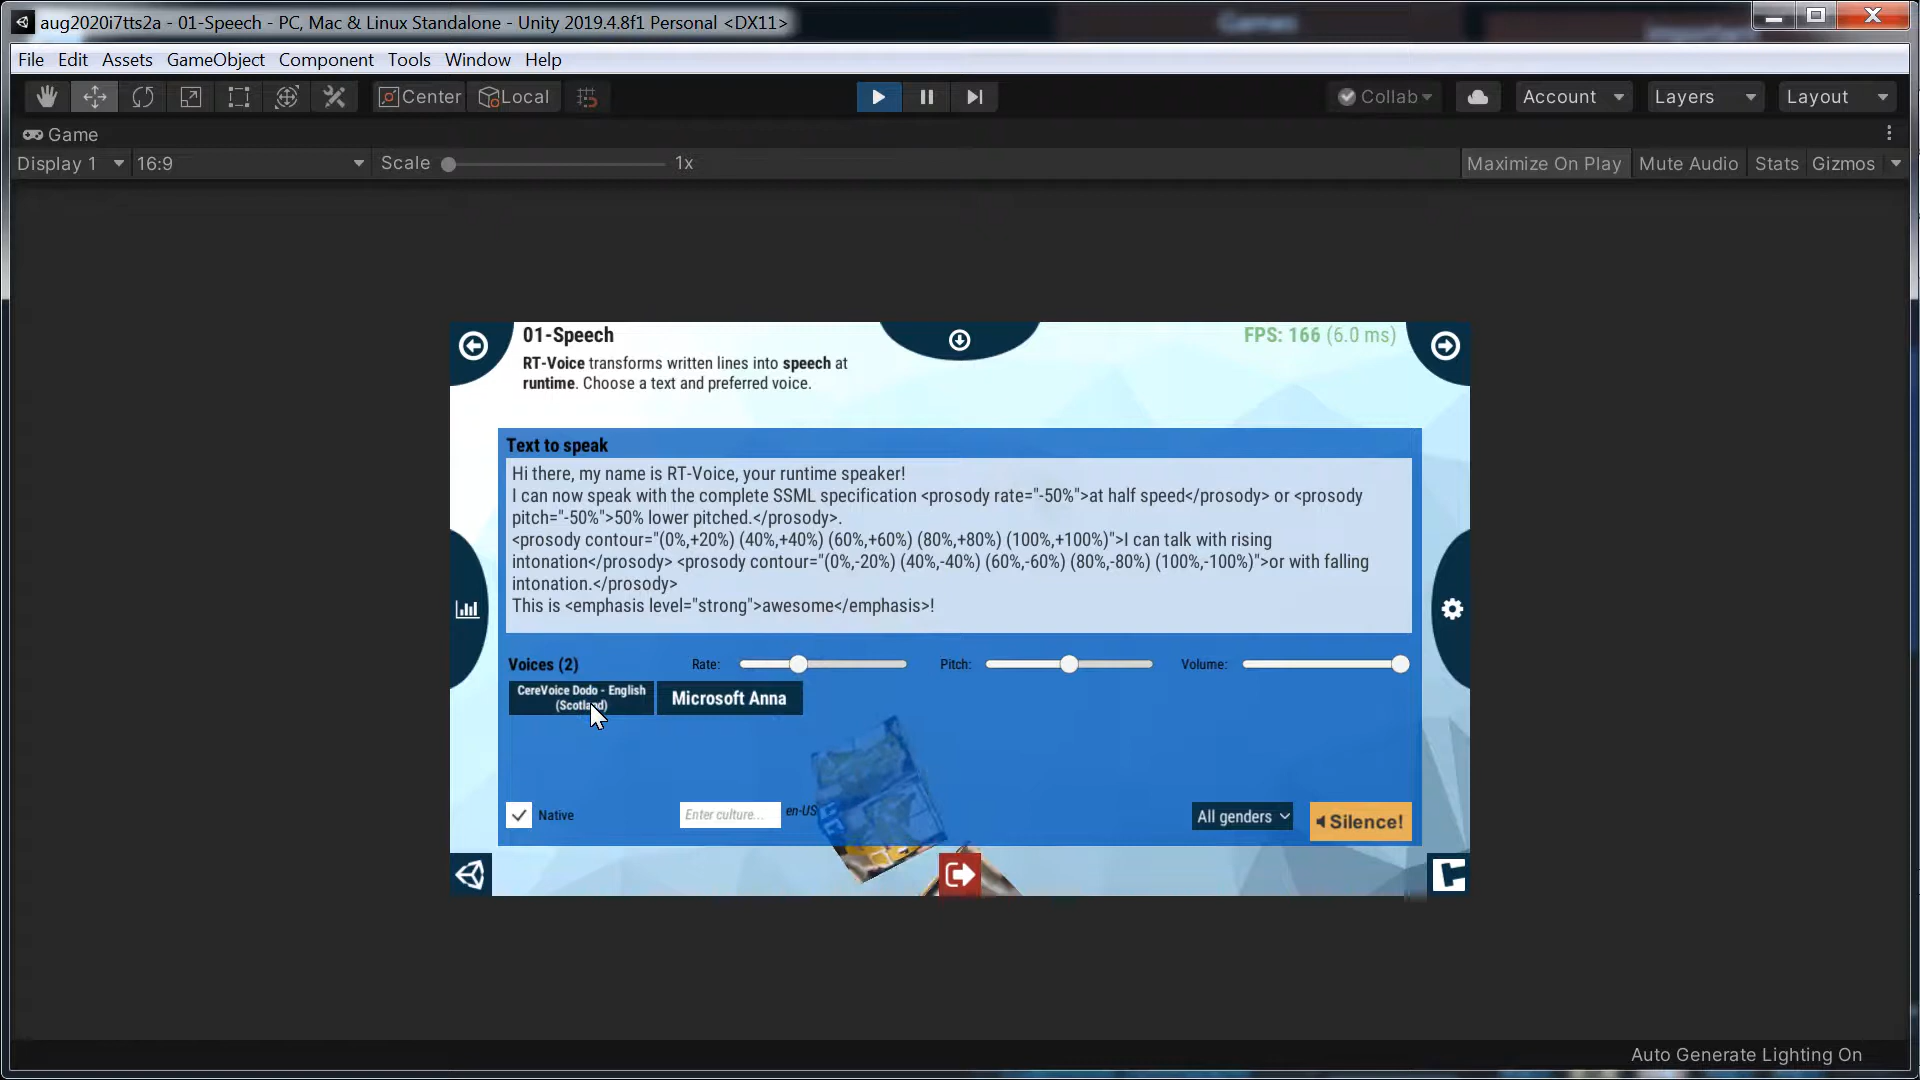 aug2020i7tts2a - 01-Speech - PC, Mac & Linux Standalone - Unity 2019.4.8f1 Personal <DX11>
Games
File Edit Assets GameObject Component Tools Window Help
Center Local Collab Account Layers Layout
Game
Display 1 16:9 Scale 1x Maximize On Play Mute Audio Stats Gizmos
01-Speech
FPS: 166 (6.0 ms)
RT-Voice transforms written lines into speech at
runtime. Choose a text and preferred voice.
Text to speak
Hi there, my name is RT-Voice, your runtime speaker!
I can now speak with the complete SSML specification <prosody rate="-50%">at half speed</prosody> or <prosody
pitch="-50%">50% lower pitched.</prosody>.
<prosody contour="(0%,+20%) (40%,+40%) (60%,+60%) (80%,+80%) (100%,+100%)">I can talk with rising
intonation</prosody> <prosody contour="(0%,-20%) (40%,-40%) (60%,-60%) (80%,-80%) (100%,-100%)">or with falling
intonation.</prosody>
This is <emphasis level="strong">awesome</emphasis>!
Voices (2) Rate: Pitch: Volume:
CereVoice Dodo - English
(Scotland)
Microsoft Anna
Native Enter culture... en-US All genders Silence!
Auto Generate Lighting On